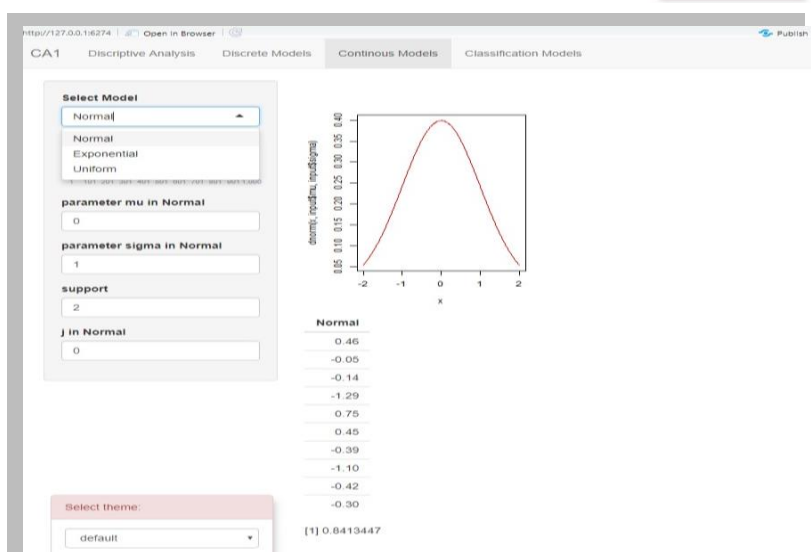 http://127.0.0.1:6274 Open in Browser Publish
CA1 Discriptive Analysis Discrete Models Continous Models Classification Models
Select Model
Normal
Normal
Exponential
Uniform
parameter mu in Normal
0
parameter sigma in Normal
1
support
2
j in Normal
0
dnorm(x, input$mu, input$sigma)
0.05 0.10 0.15 0.20 0.25 0.30 0.35 0.40
-2 -1 0 1 2
x
Normal
0.46
-0.05
-0.14
-1.29
0.75
0.45
-0.39
-1.10
-0.42
-0.30
[1] 0.8413447
Select theme:
default